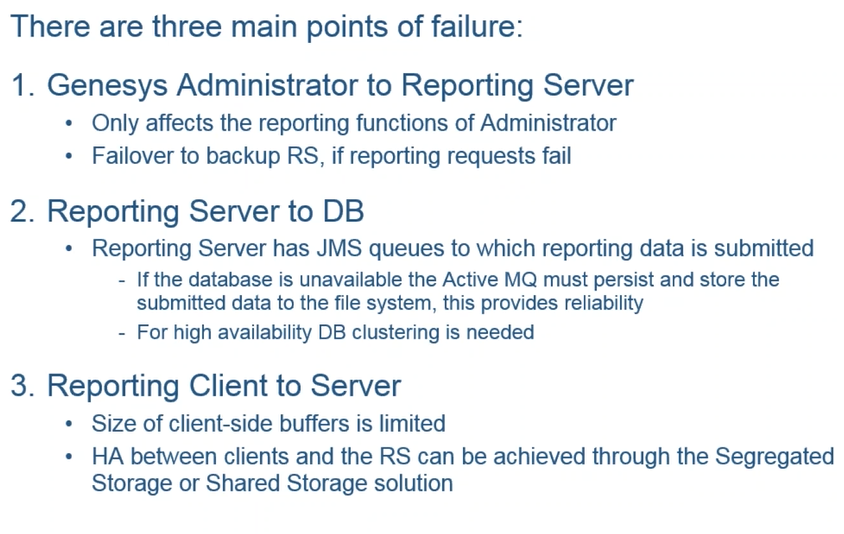 There are three main points of failure:
1. Genesys Administrator to Reporting Server
• Only affects the reporting functions of Administrator
• Failover to backup RS, if reporting requests fail
2. Reporting Server to DB
• Reporting Server has JMS queues to which reporting data is submitted
- If the database is unavailable the Active MQ must persist and store the
submitted data to the file system, this provides reliability
- For high availability DB clustering is needed
3. Reporting Client to Server
• Size of client-side buffers is limited
• HA between clients and the RS can be achieved through the Segregated
Storage or Shared Storage solution